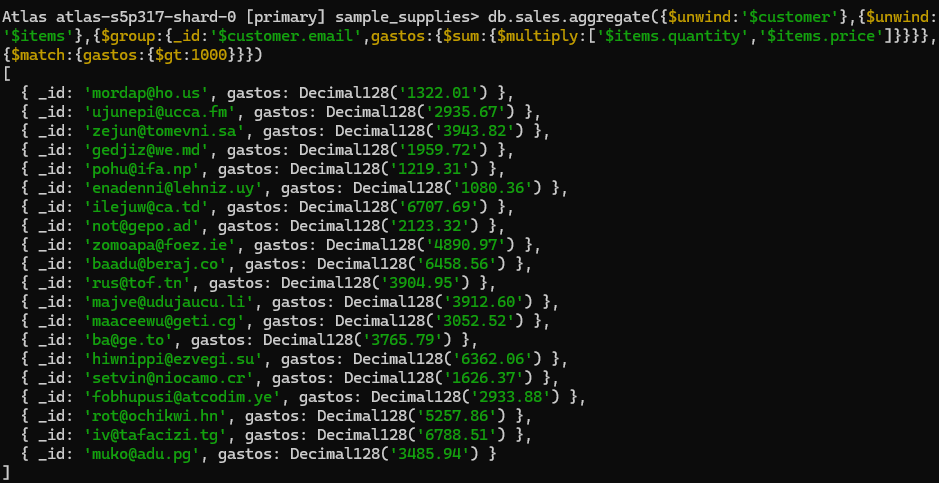 Atlas atlas-s5p317-shard-0 [primary] sample_supplies> db.sales.aggregate({$unwind:'$customer'},{$unwind:
'$items'},{$group:{_id:'$customer.email',gastos:{$sum:{$multiply:['$items.quantity','$items.price']}}}},
{$match:{gastos:{$gt:1000}}})
[
  { _id: 'mordap@ho.us', gastos: Decimal128('1322.01') },
  { _id: 'ujunepi@ucca.fm', gastos: Decimal128('2935.67') },
  { _id: 'zejun@tomevni.sa', gastos: Decimal128('3943.82') },
  { _id: 'gedjiz@we.md', gastos: Decimal128('1959.72') },
  { _id: 'pohu@ifa.np', gastos: Decimal128('1219.31') },
  { _id: 'enadenni@lehniz.uy', gastos: Decimal128('1080.36') },
  { _id: 'ilejuw@ca.td', gastos: Decimal128('6707.69') },
  { _id: 'not@gepo.ad', gastos: Decimal128('2123.32') },
  { _id: 'zomoapa@foez.ie', gastos: Decimal128('4890.97') },
  { _id: 'baadu@beraj.co', gastos: Decimal128('6458.56') },
  { _id: 'rus@tof.tn', gastos: Decimal128('3904.95') },
  { _id: 'majve@udujaucu.li', gastos: Decimal128('3912.60') },
  { _id: 'maaceewu@geti.cg', gastos: Decimal128('3052.52') },
  { _id: 'ba@ge.to', gastos: Decimal128('3765.79') },
  { _id: 'hiwnippi@ezvegi.su', gastos: Decimal128('6362.06') },
  { _id: 'setvin@niocamo.cr', gastos: Decimal128('1626.37') },
  { _id: 'fobhupusi@atcodim.ye', gastos: Decimal128('2933.88') },
  { _id: 'rot@ochikwi.hn', gastos: Decimal128('5257.86') },
  { _id: 'iv@tafacizi.tg', gastos: Decimal128('6788.51') },
  { _id: 'muko@adu.pg', gastos: Decimal128('3485.94') }
]